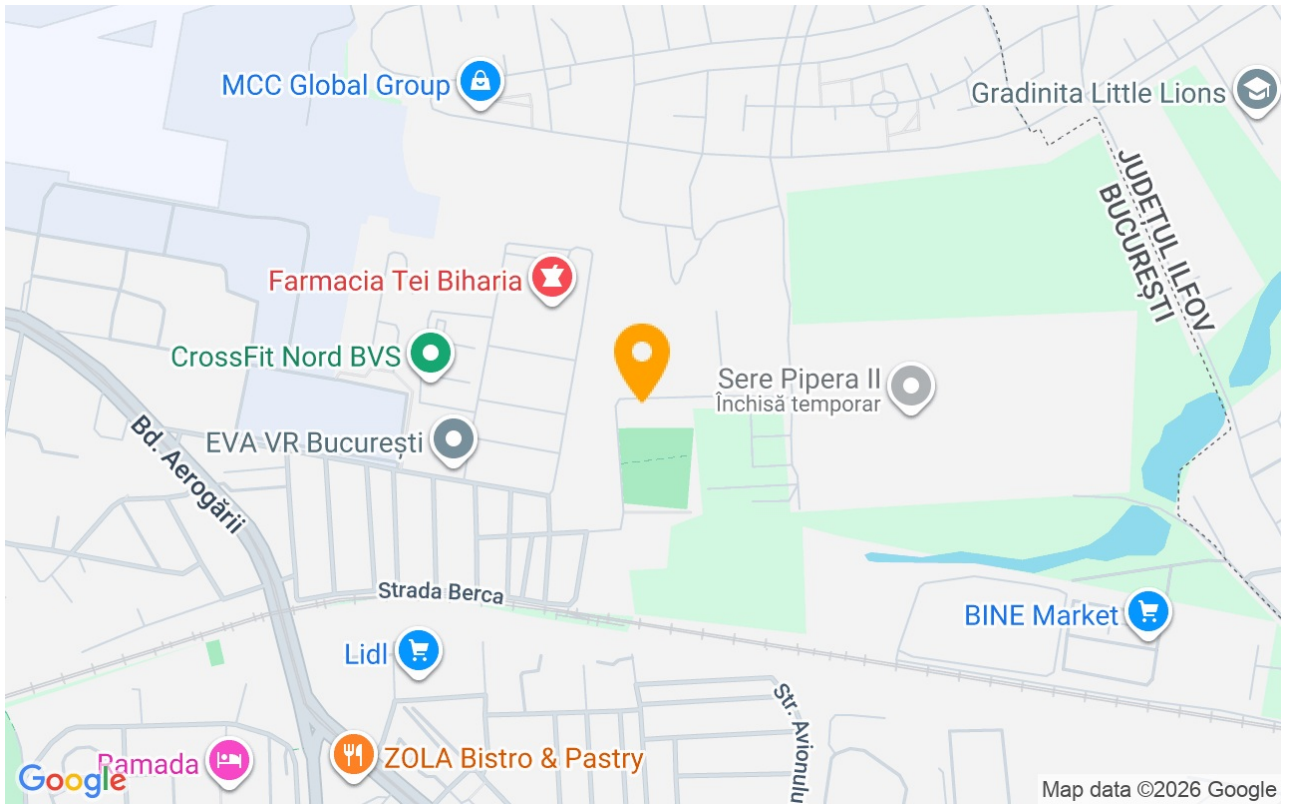 MCC Global Group
Gradinita Little Lions
JUDEȚUL ILFOV
BUCUREȘTI
Farmacia Tei Biharia
CrossFit Nord BVS
Sere Pipera II
Închisă temporar
EVA VR București
Bd. Aerogării
Strada Berca
BINE Market
Lidl
Str. Avionulu
ZOLA Bistro & Pastry
Ramada
Google
Map data ©2026 Google